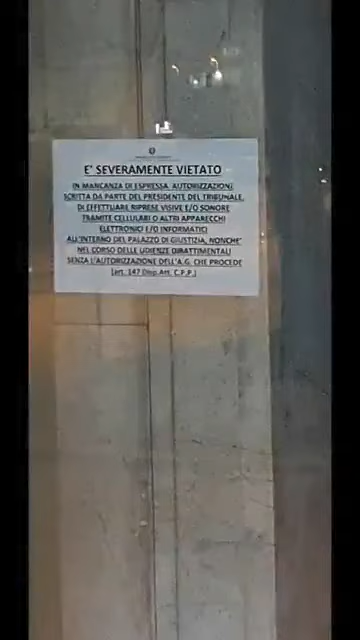 E' SEVERAMENTE VIETATO
IN MANCANZA DI ESPRESSA AUTORIZZAZIONE
SCRITTA DA PARTE DEL PRESIDENTE DEL TRIBUNALE,
DI EFFETTUARE RIPRESE VISIVE E/O SONORE
TRAMITE CELLULARI O ALTRI APPARECCHI
ELETTRONICI E/O INFORMATICI
ALL'INTERNO DEL PALAZZO DI GIUSTIZIA, NONCHE'
NEL CORSO DELLE UDIENZE DIBATTIMENTALI
SENZA L'AUTORIZZAZIONE DELL'A.G. CHE PROCEDE
(art. 147 Disp.Att. C.P.P.)